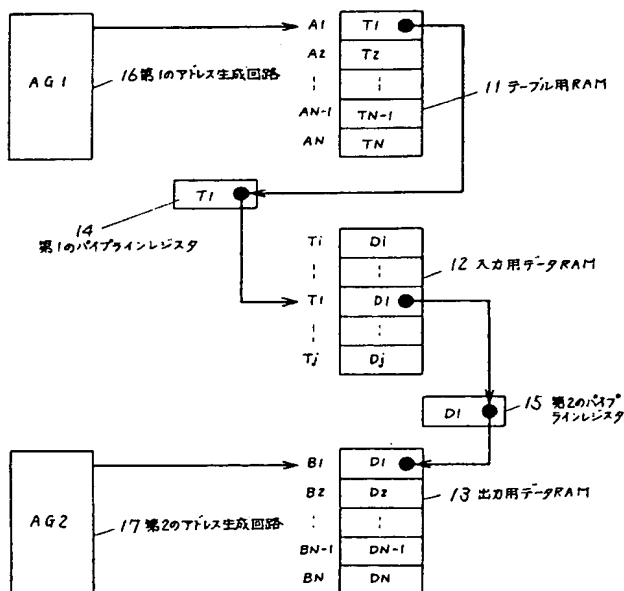 AG1
16 第1のアドレス生成回路
A1 T1
A2 T2
AN-1 TN-1
AN TN
11 テーブル用RAM
T1
14
第1のパイプラインレジスタ
Ti Di
T1 D1
Tj Dj
12 入力用データRAM
D1
15 第2のパイプ
ラインレジスタ
AG2
17 第2のアドレス生成回路
B1 D1
B2 D2
BN-1 DN-1
BN DN
13 出力用データRAM